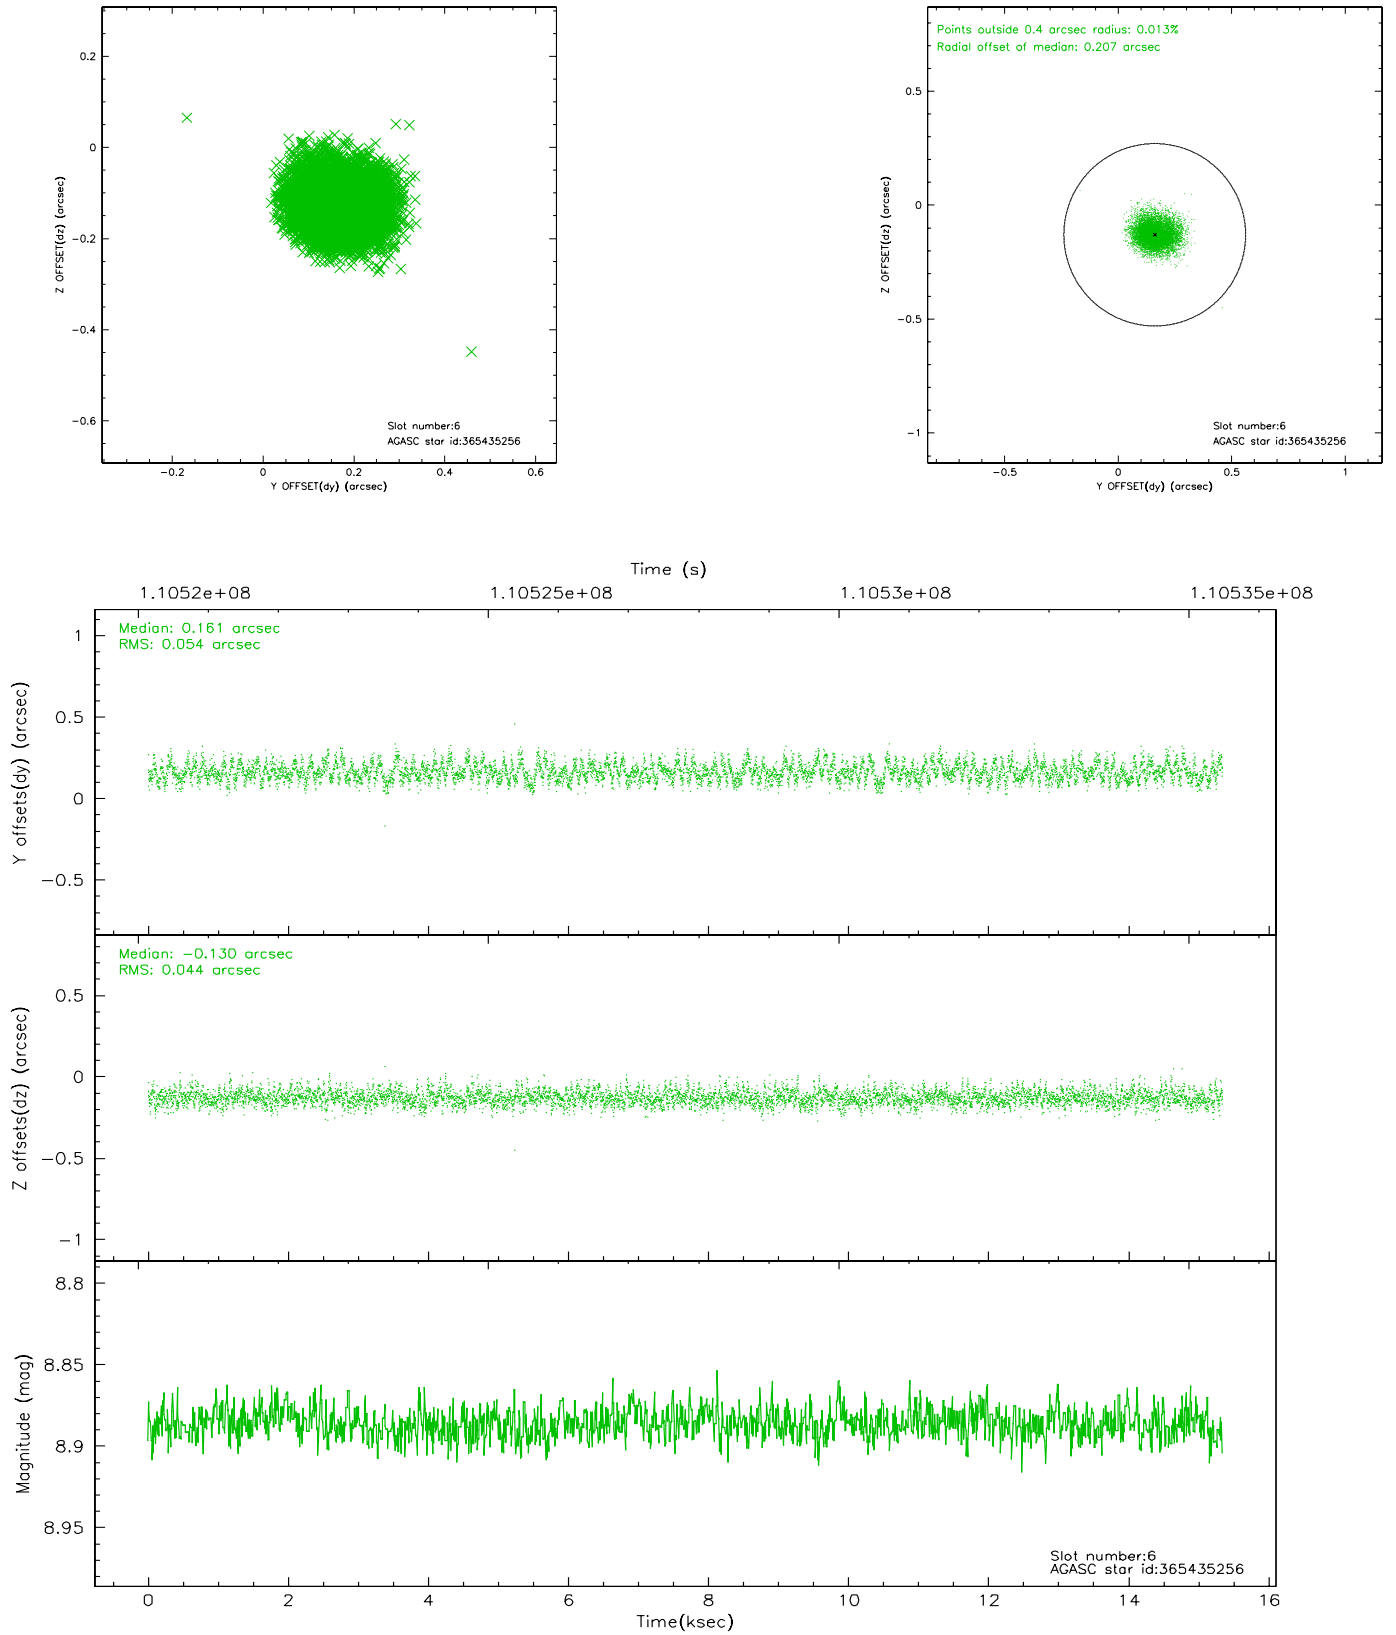 0.2
0
−0.2
−0.4
−0.6
Z OFFSET(dz) (arcsec)
−0.2
0
0.2
0.4
0.6
Y OFFSET(dy) (arcsec)
Slot number:6
AGASC star id:365435256
Points outside 0.4 arcsec radius: 0.013%
Radial offset of median: 0.207 arcsec
0.5
0
−0.5
−1
Z OFFSET(dz) (arcsec)
−0.5
0
0.5
1
Y OFFSET(dy) (arcsec)
Slot number:6
AGASC star id:365435256
Time (s)
1.1052e+08
1.10525e+08
1.1053e+08
1.10535e+08
Median: 0.161 arcsec
RMS: 0.054 arcsec
1
0.5
0
−0.5
Y offsets(dy) (arcsec)
Median: −0.130 arcsec
RMS: 0.044 arcsec
0.5
0
−0.5
−1
Z offsets(dz) (arcsec)
8.8
8.85
8.9
8.95
Magnitude (mag)
Slot number:6
AGASC star id:365435256
0
2
4
6
8
10
12
14
16
Time(ksec)